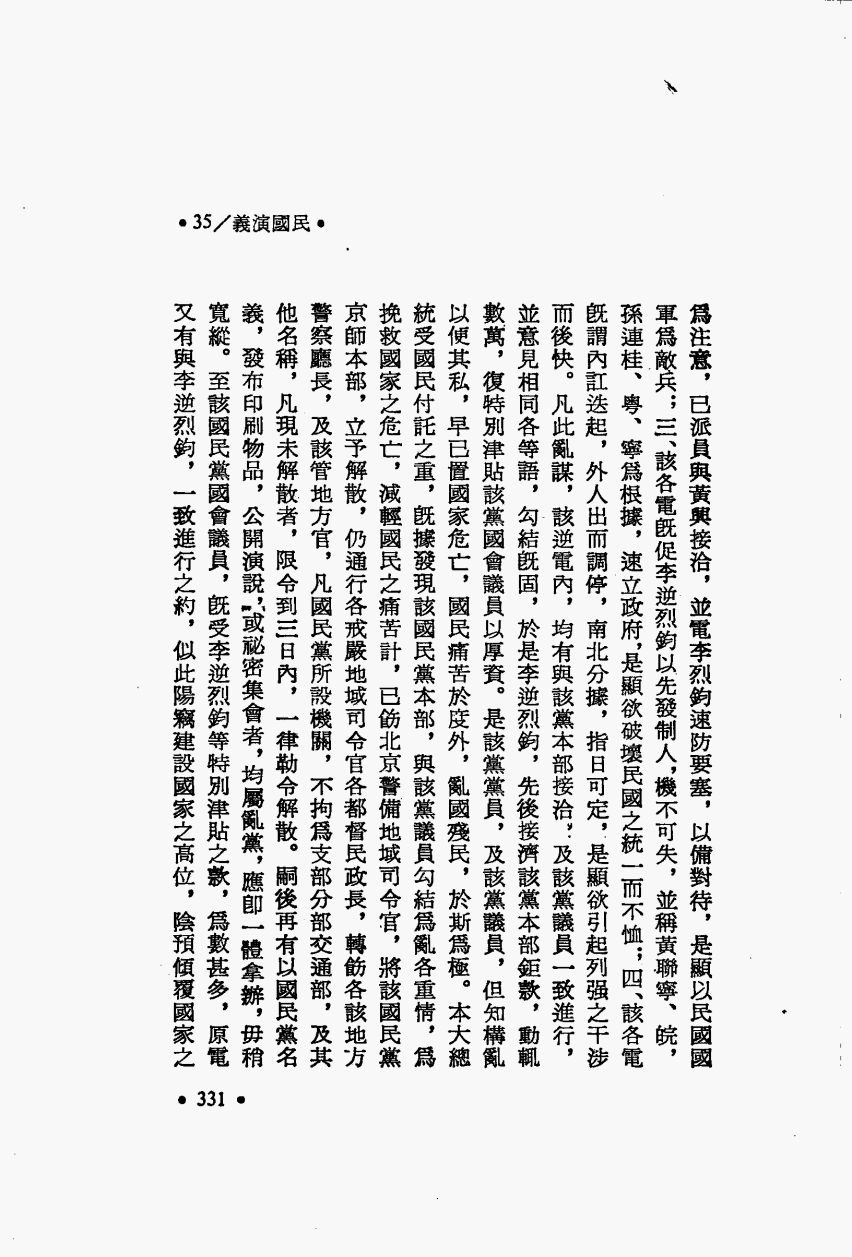 •35/義演國民•
爲注意，已派員與黃興接洽，並電李烈鈞速防要塞，以備對待，是顯以民國國
軍爲敵兵；三、該各電旣促李逆烈鈞以先發制人，機不可失，並稱黃聯寧、皖，
孫連桂、粵、寧爲根據，速立政府，是顯欲破壞民國之統一而不恤；四、該各電
旣謂內訌迭起，外人出而調停，南北分據，指日可定，是顯欲引起列强之干涉
而後快。凡此亂謀，該逆電內，均有與該黨本部接洽，及該黨議員一致進行，
並意見相同各等語，勾結旣固，於是李逆烈鈞，先後接濟該黨本部鉅款，動輒
數萬，復特別津貼該黨國會議員以厚資。是該黨黨員，及該黨議員，但知構亂
以便其私，早已置國家危亡，國民痛苦於度外，亂國殘民，於斯爲極。本大總
統受國民付託之重，旣據發現該國民黨本部，與該黨議員勾結爲亂各重情，爲
挽救國家之危亡，減輕國民之痛苦計，已飭北京警備地域司令官，將該國民黨
京師本部，立予解散，仍通行各戒嚴地域司令官各都督民政長，轉飭各該地方
警察廳長，及該管地方官，凡國民黨所設機關，不拘爲支部分部交通部，及其
他名稱，凡現未解散者，限令到三日內，一律勒令解散。嗣後再有以國民黨名
義，發布印刷物品，公開演說，或祕密集會者，均屬亂黨，應卽一體拿辦，毋稍
寬縱。至該國民黨國會議員，旣受李逆烈鈞等特別津貼之款，爲數甚多，原電
又有與李逆烈鈞，一致進行之約，似此陽竊建設國家之高位，陰預傾覆國家之
•331•